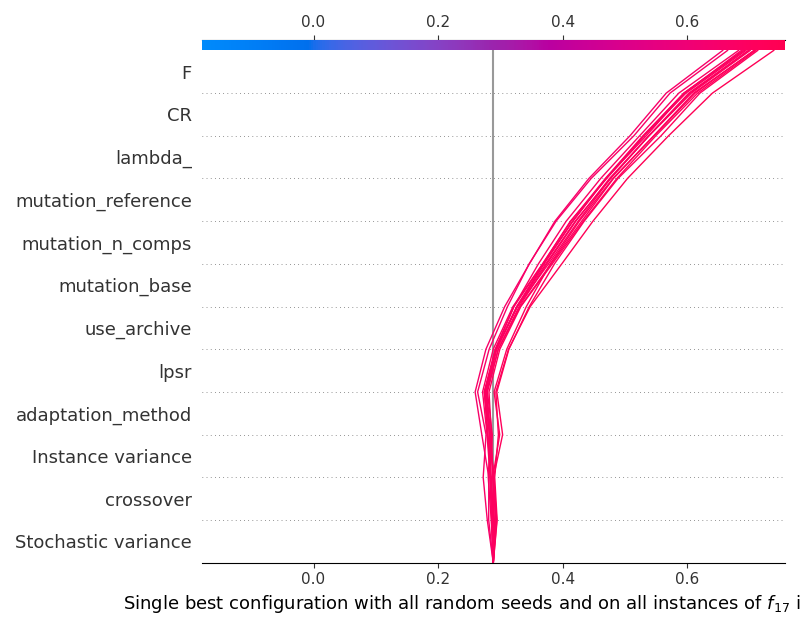 0.0 0.2 0.4 0.6
F
CR
lambda_
mutation_reference
mutation_n_comps
mutation_base
use_archive
lpsr
adaptation_method
Instance variance
crossover
Stochastic variance
0.0 0.2 0.4 0.6
Single best configuration with all random seeds and on all instances of f₁₇ i